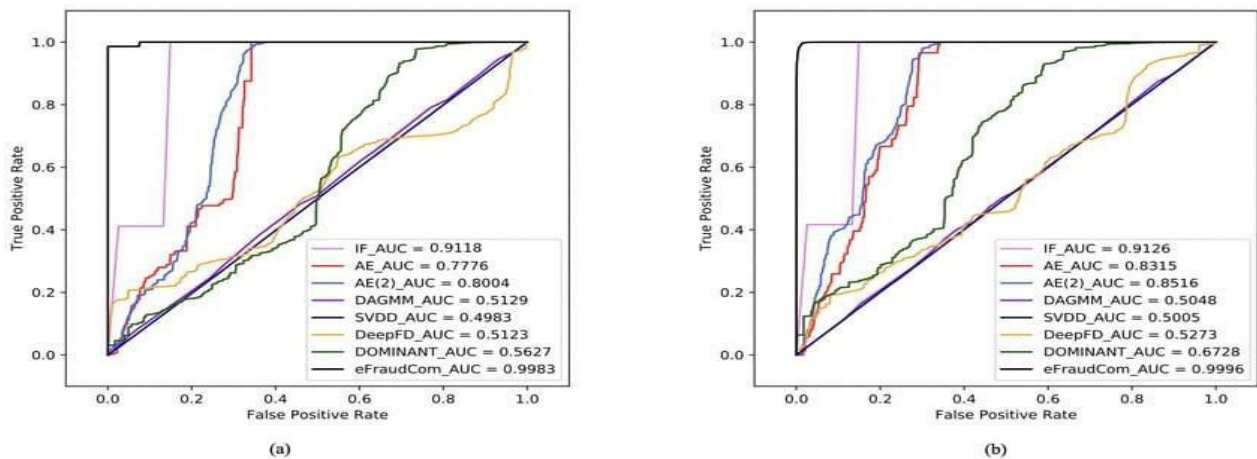 1.0
0.8
0.6
0.4
0.2
0.0
True Positive Rate
IF_AUC = 0.9118
AE_AUC = 0.7776
AE(2)_AUC = 0.8004
DAGMM_AUC = 0.5129
SVDD_AUC = 0.4983
DeepFD_AUC = 0.5123
DOMINANT_AUC = 0.5627
eFraudCom_AUC = 0.9983
0.0 0.2 0.4 0.6 0.8 1.0
False Positive Rate
(a)
1.0
0.8
0.6
0.4
0.2
0.0
True Positive Rate
IF_AUC = 0.9126
AE_AUC = 0.8315
AE(2)_AUC = 0.8516
DAGMM_AUC = 0.5048
SVDD_AUC = 0.5005
DeepFD_AUC = 0.5273
DOMINANT_AUC = 0.6728
eFraudCom_AUC = 0.9996
0.0 0.2 0.4 0.6 0.8 1.0
False Positive Rate
(b)